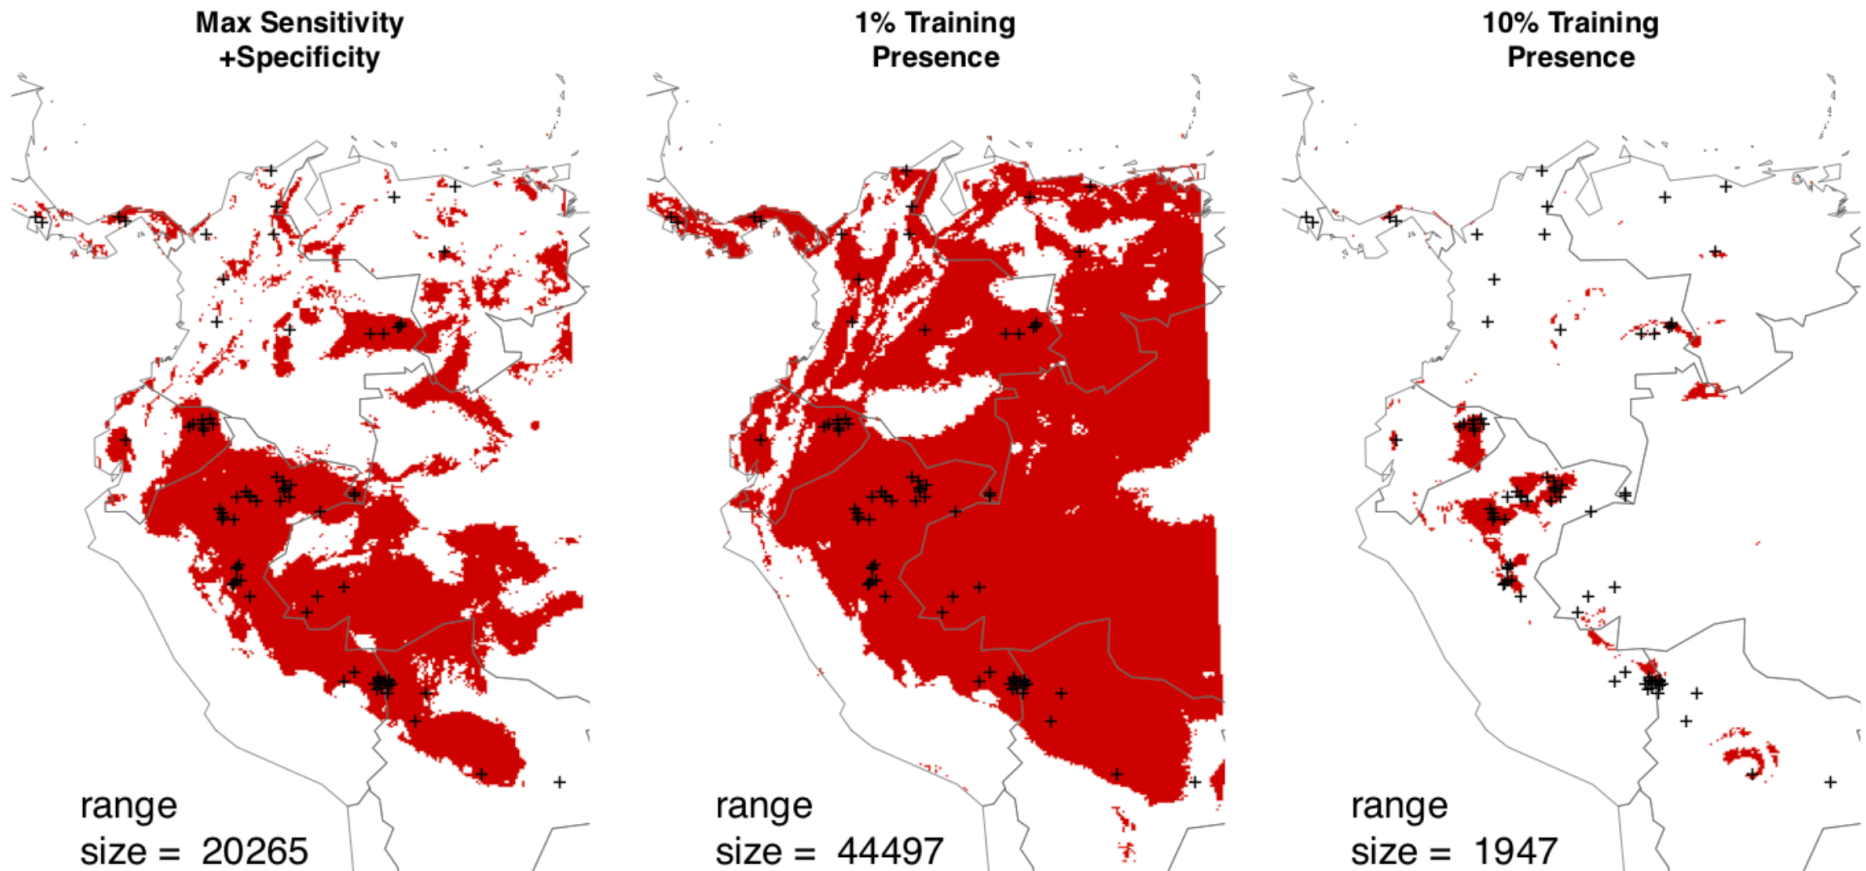 Max Sensitivity
+Specificity
1% Training
Presence
10% Training
Presence
range
size = 20265
range
size = 44497
range
size = 1947